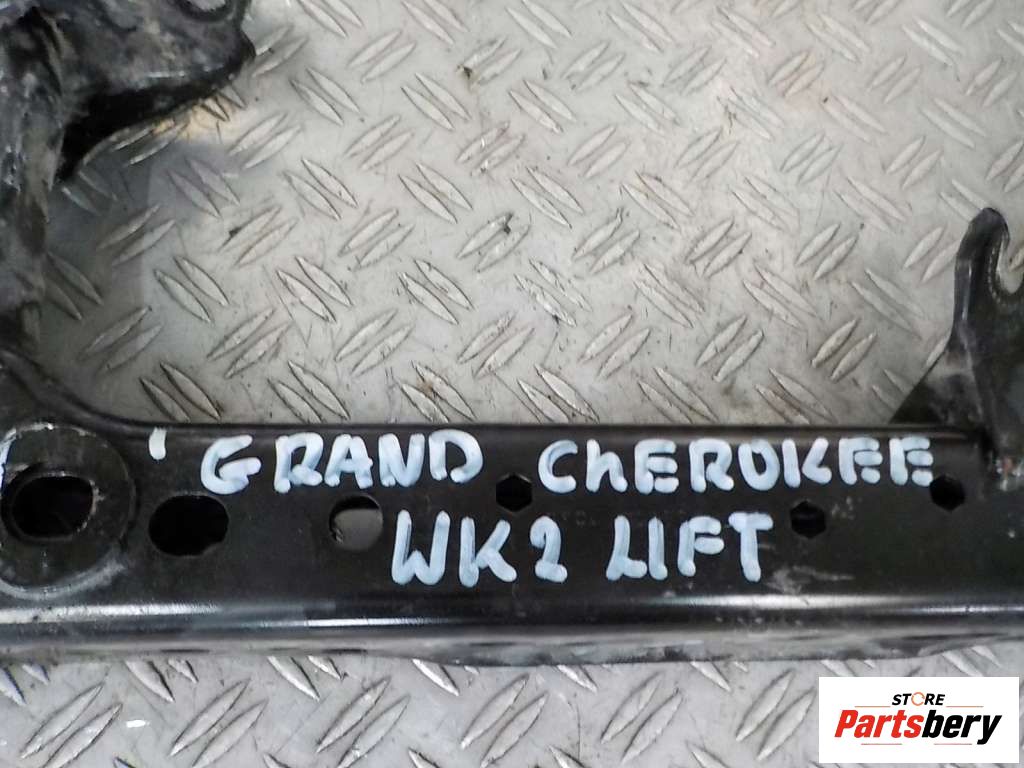 GRAND ChEROKEE
WK2 LIFT
STORE
Partsbery